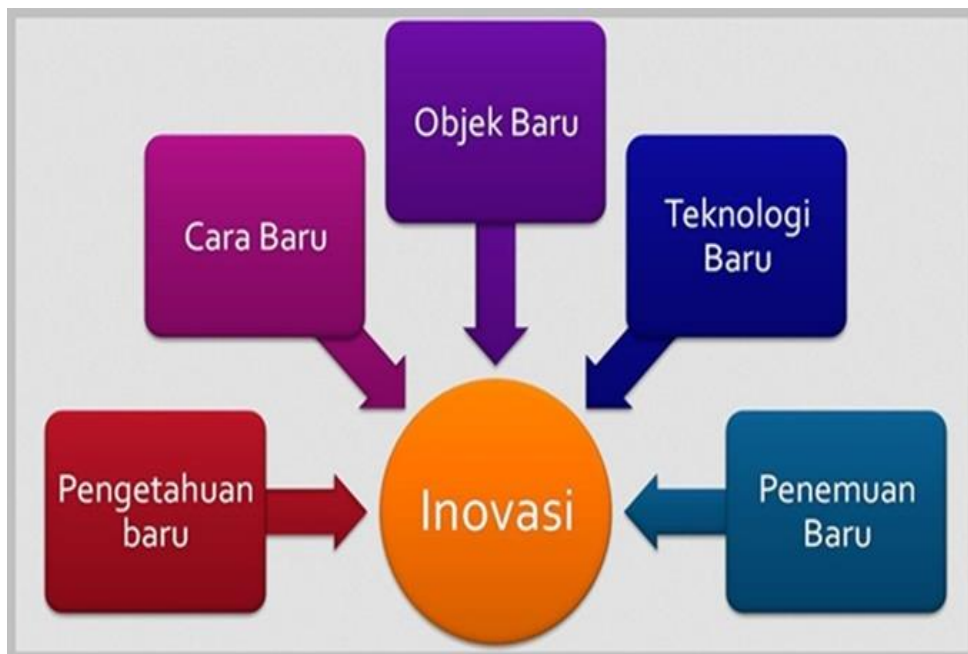 Objek Baru
Cara Baru
Teknologi
Baru
Pengetahuan
baru
Inovasi
Penemuan
Baru